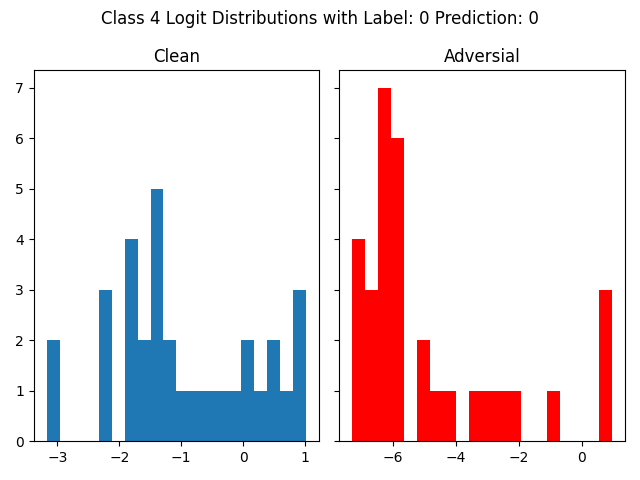 Class 4 Logit Distributions with Label: 0 Prediction: 0
Clean
Adversial
7
6
5
4
3
2
1
0
−3 −2 −1 0 1
−6 −4 −2 0